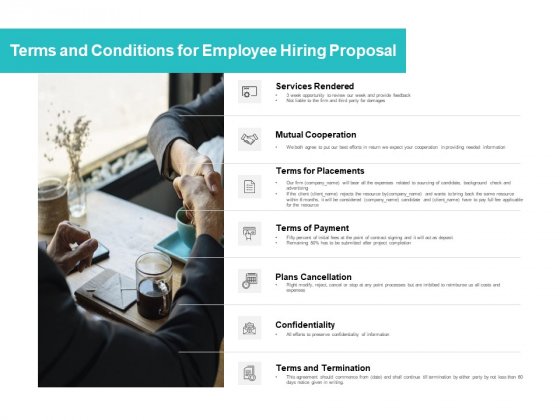 Terms and Conditions for Employee Hiring Proposal
Services Rendered
• 3 week opportunity to review our week and provide feedback
• Not liable to the firm and third party for damages
Mutual Cooperation
• We both agree to put our best efforts in return we expect your cooperation in providing needed information
Terms for Placements
• Our firm (company_name) will bear all the expenses related to sourcing of candidate, background check and
advertising
• If the client (client_name) rejects the resource by(company_name) and wants to bring back the same resource
within 6 months, it will be considered (company_name) candidate and (client_name) have to pay full fee applicable
for the resource
Terms of Payment
• Fifty percent of initial fees at the point of contract signing and it will act as deposit
• Remaining 50% has to be submitted after project completion
Plans Cancellation
• Right modify, reject, cancel or stop at any point processes but are imbibed to reimburse us all costs and
expenses
Confidentiality
• All efforts to preserve confidentiality of information
Terms and Termination
• This agreement should commence from (date) and shall continue till termination by either party by not less than 60
days notice given in writing.